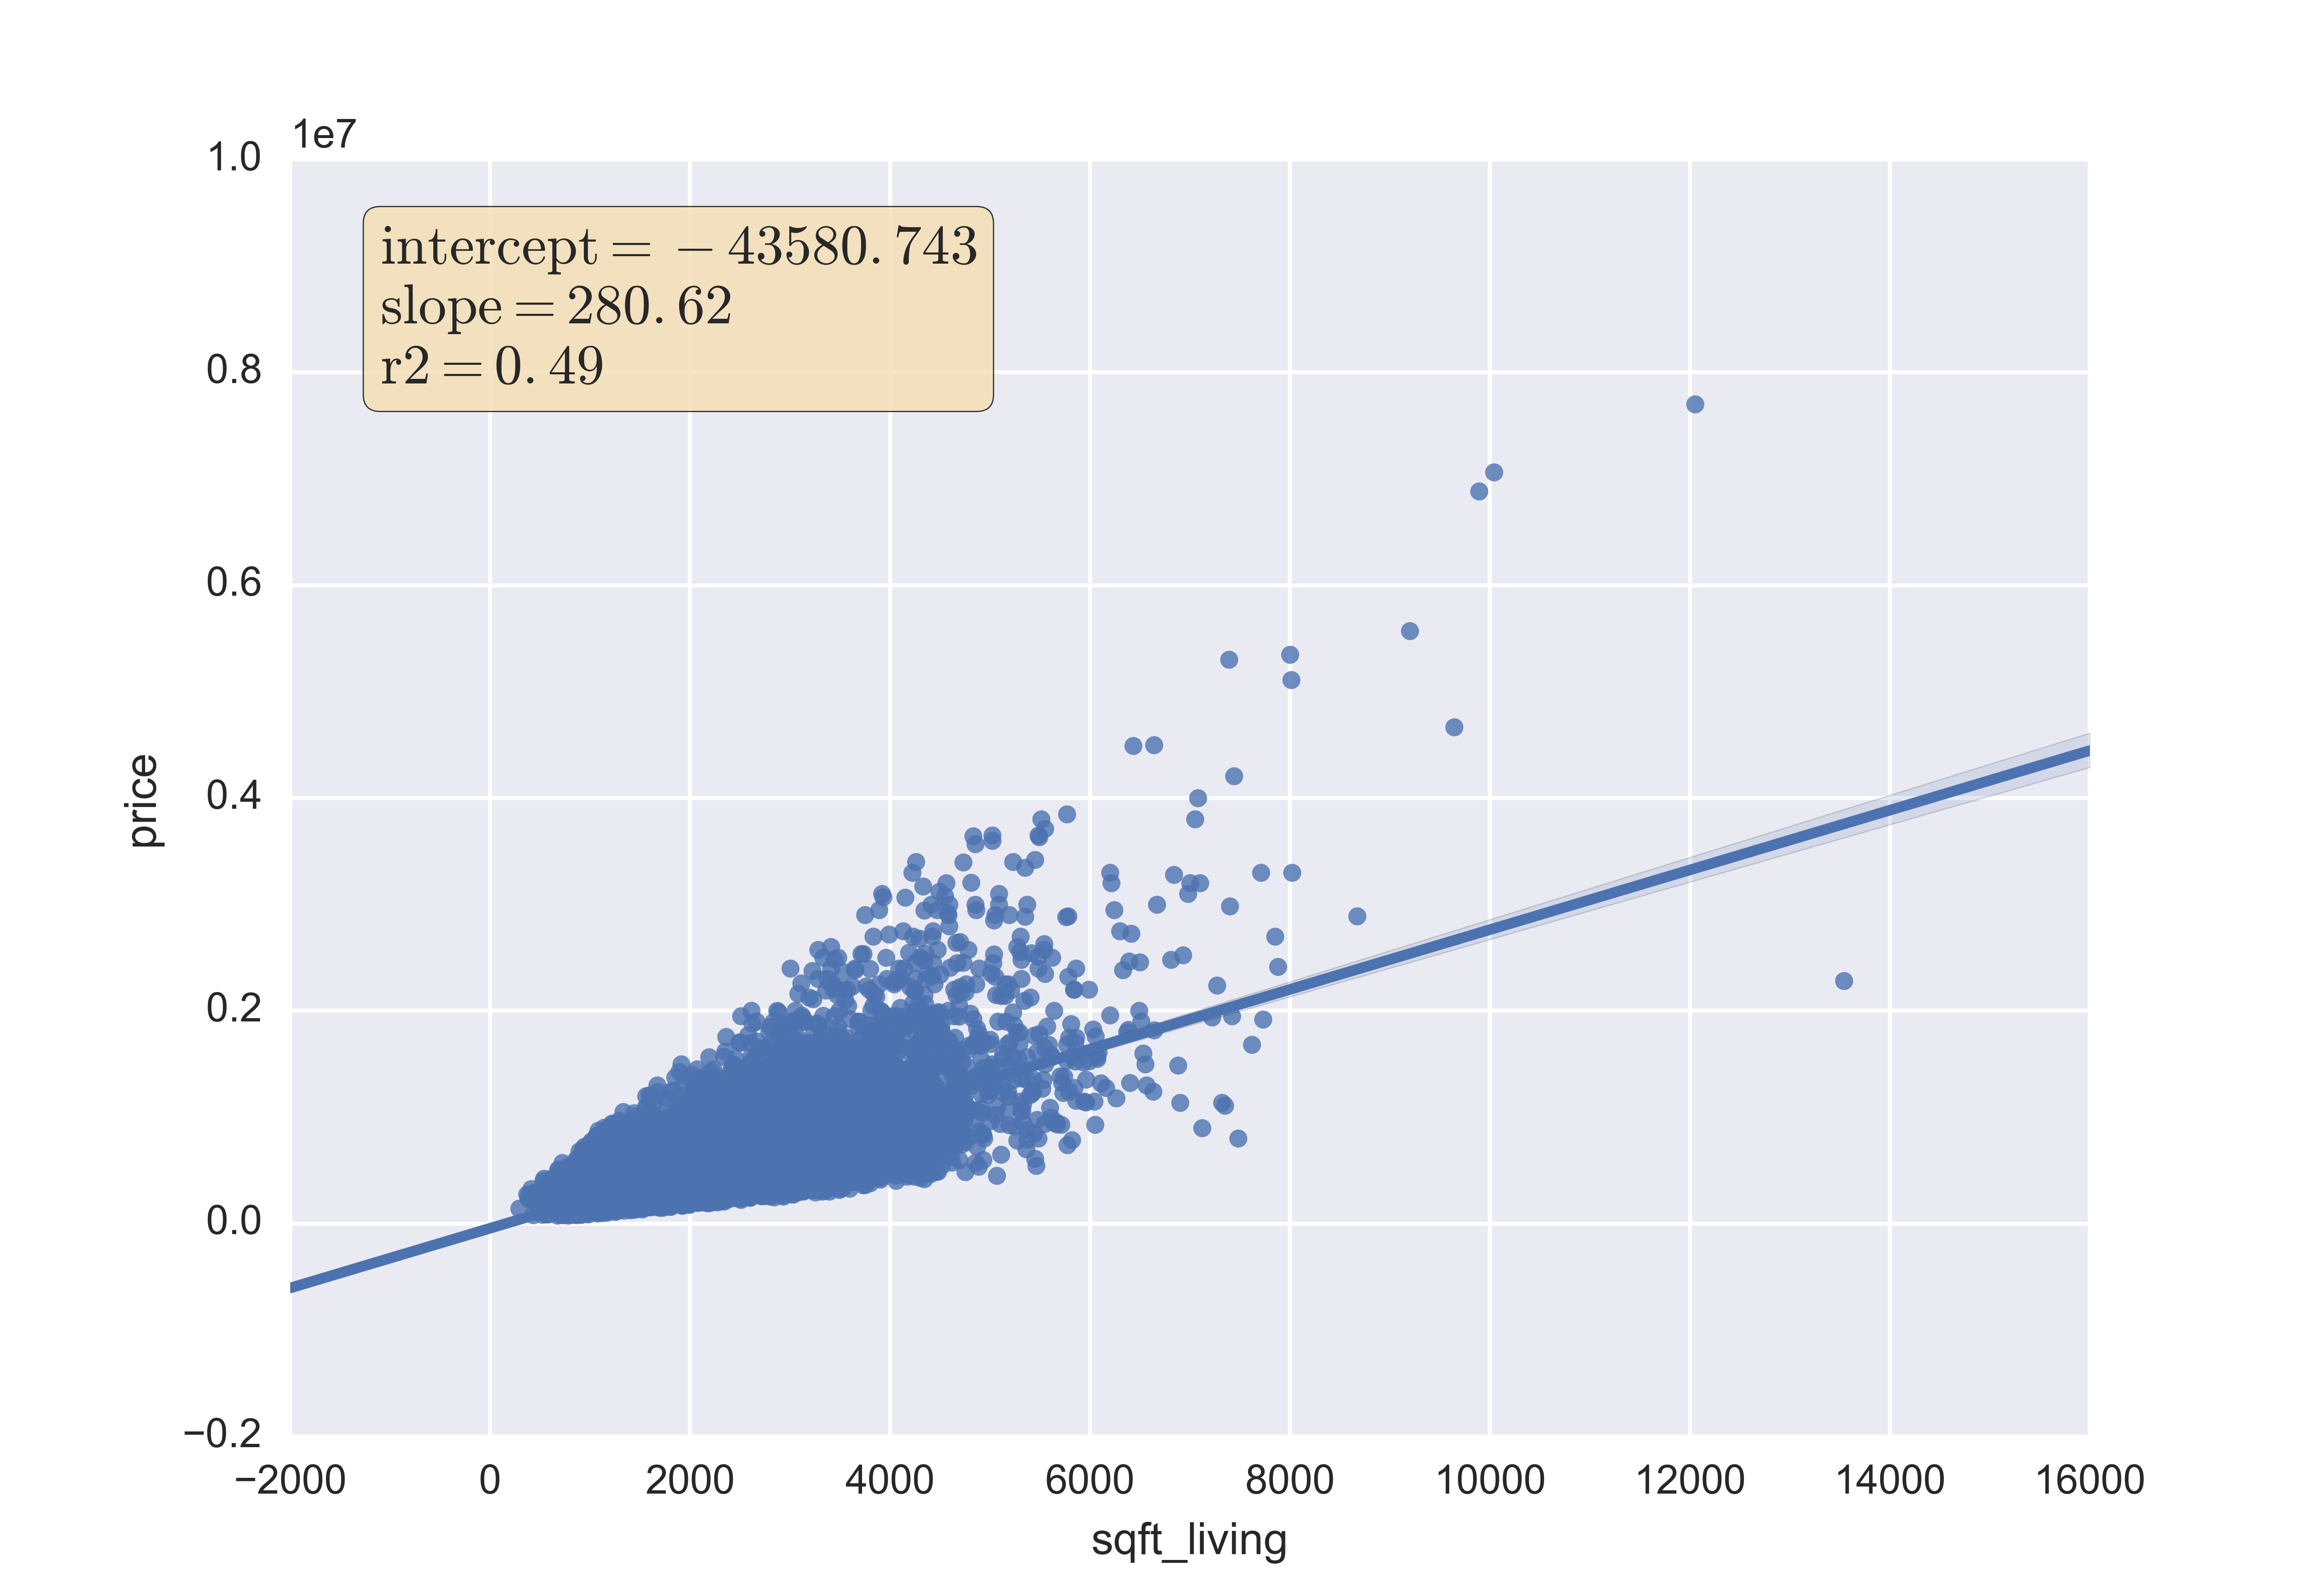 1e7
1.0
intercept = −43580.743
slope = 280.62
r2 = 0.49
0.8
0.6
price
0.4
0.2
0.0
−0.2
−2000 0 2000 4000 6000 8000 10000 12000 14000 16000
sqft_living